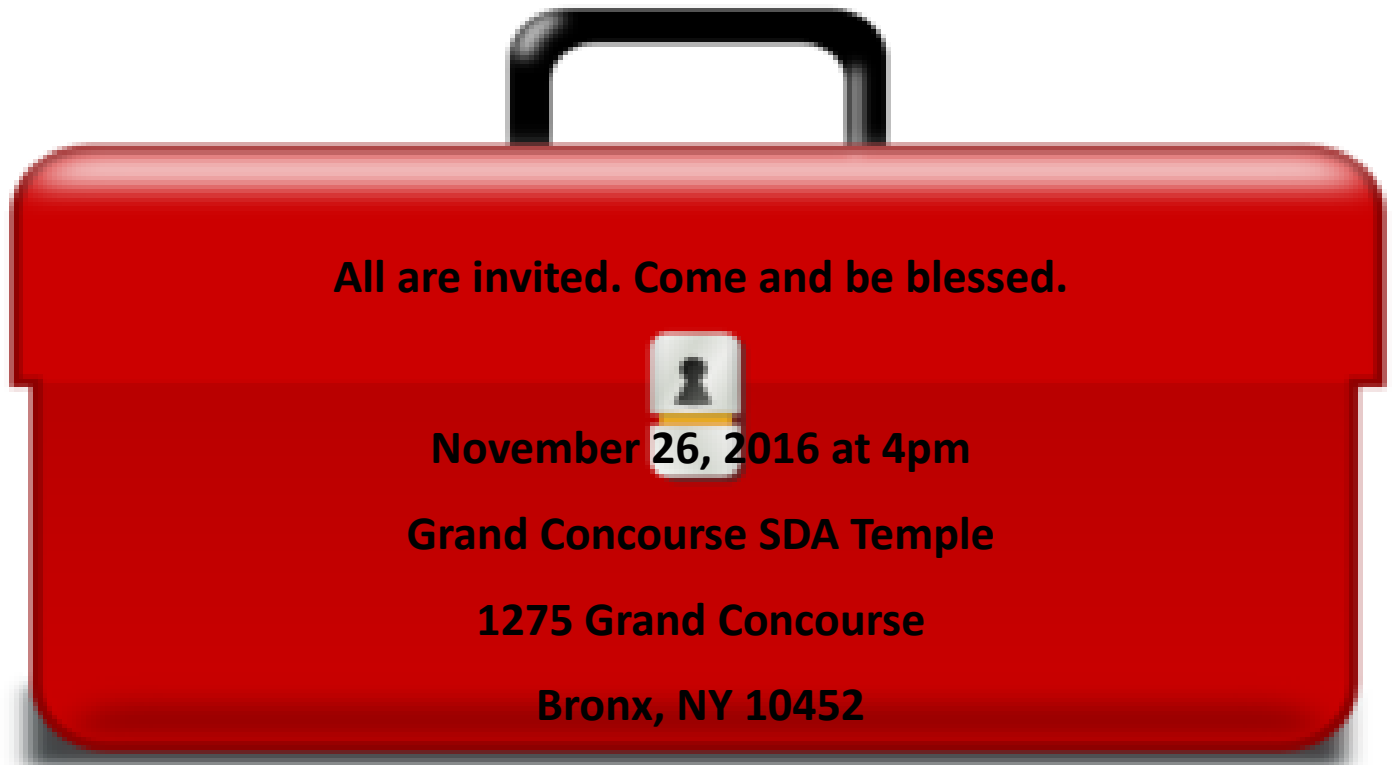 All are invited. Come and be blessed.
November 26, 2016 at 4pm
Grand Concourse SDA Temple
1275 Grand Concourse
Bronx, NY 10452